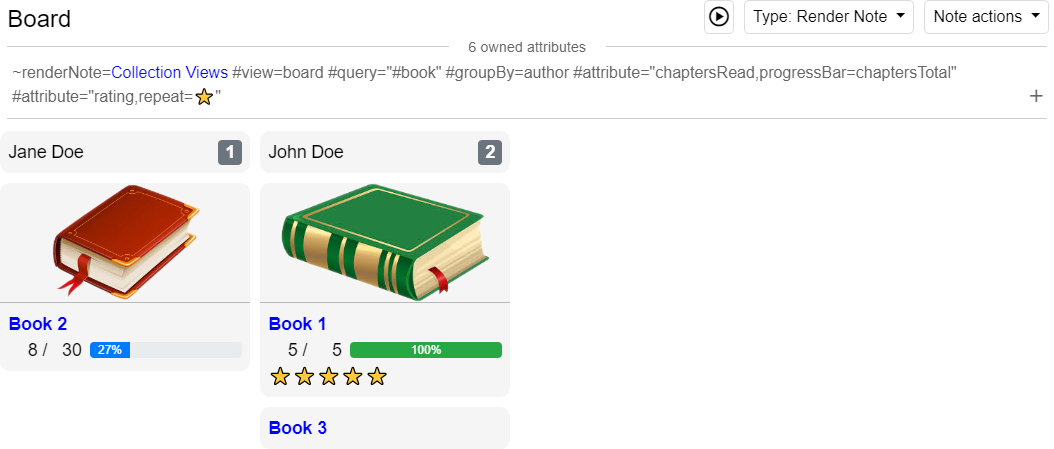 Board
Type: Render Note
Note actions
6 owned attributes
~renderNote=Collection Views #view=board #query="#book" #groupBy=author #attribute="chaptersRead,progressBar=chaptersTotal"
#attribute="rating,repeat=⭐"
+
Jane Doe 1
John Doe 2
Book 2
8 / 30 27%
Book 1
5 / 5 100%
Book 3